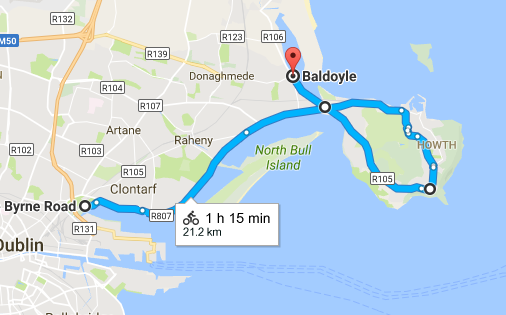 R132
R106
R123
R139
M50
Donaghmede
Baldoyle
R104
R107
Artane
R103
Raheny
North Bull
Island
HOWTH
R102
R105
R105
Clontarf
Byrne Road
R807
1 h 15 min
21.2 km
R131
Dublin